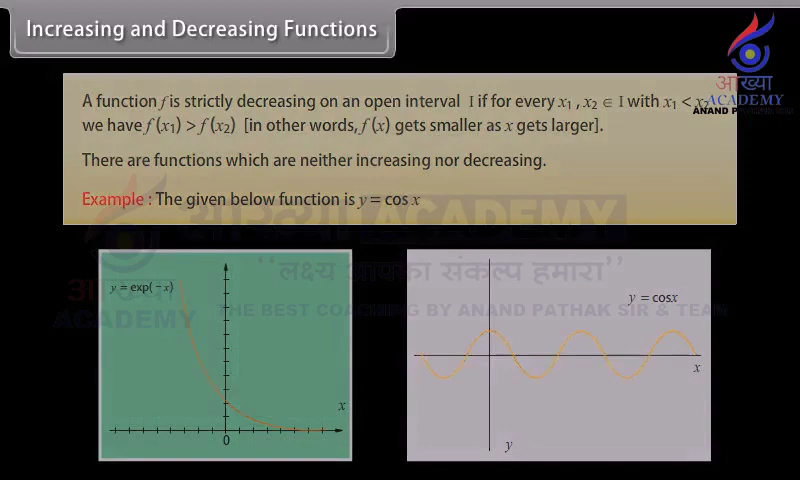 Increasing and Decreasing Functions
आख्या
ACADEMY
ANAND PATHAK SIR
A function f is strictly decreasing on an open interval I if for every x₁ , x₂ ∈ I with x₁ < x₂
we have f (x₁) > f (x₂) [in other words, f (x) gets smaller as x gets larger].
There are functions which are neither increasing nor decreasing.
Example : The given below function is y = cos x
आख्या ACADEMY
‘‘लक्ष्य आपका संकल्प हमारा’’
THE BEST COACHING BY ANAND PATHAK SIR & TEAM
आख्या
ACADEMY
y = exp(− x)
x
0
y = cosx
x
y